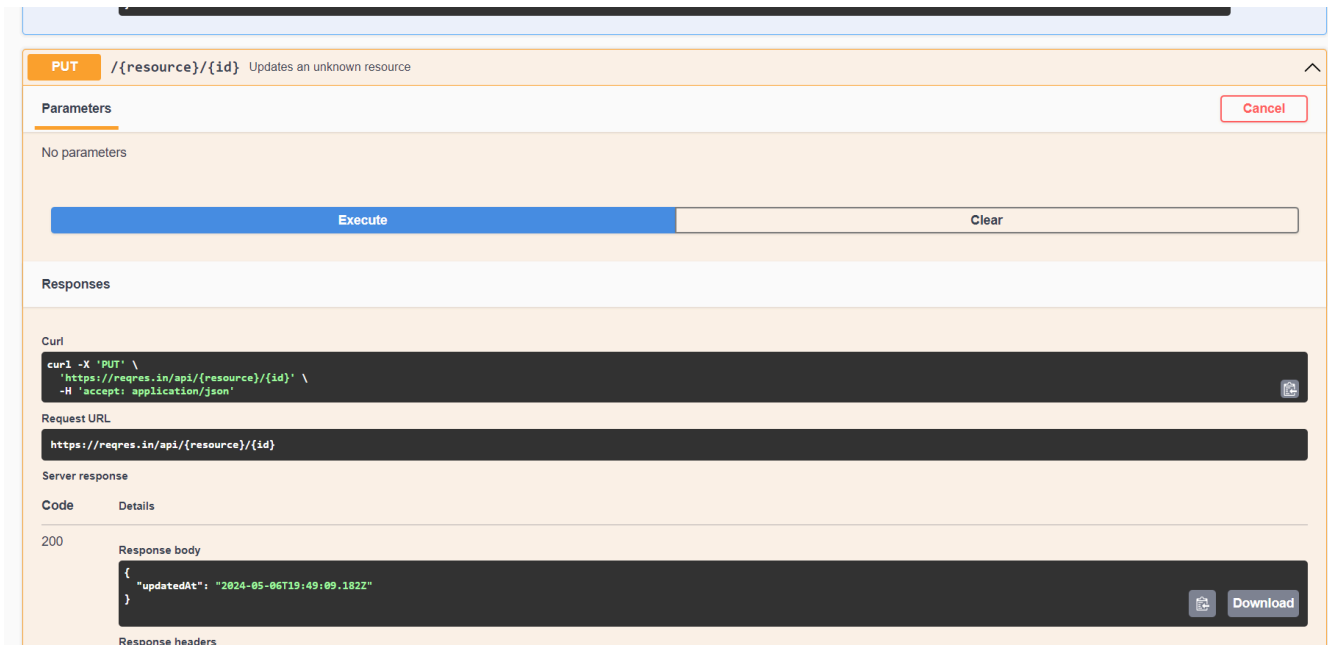 }
PUT /{resource}/{id} Updates an unknown resource
Parameters
Cancel
No parameters
Execute
Clear
Responses
Curl
curl -X 'PUT' \
  'https://reqres.in/api/{resource}/{id}' \
  -H 'accept: application/json'
Request URL
https://reqres.in/api/{resource}/{id}
Server response
Code Details
200
Response body
{
  "updatedAt": "2024-05-06T19:49:09.182Z"
}
Download
Response headers